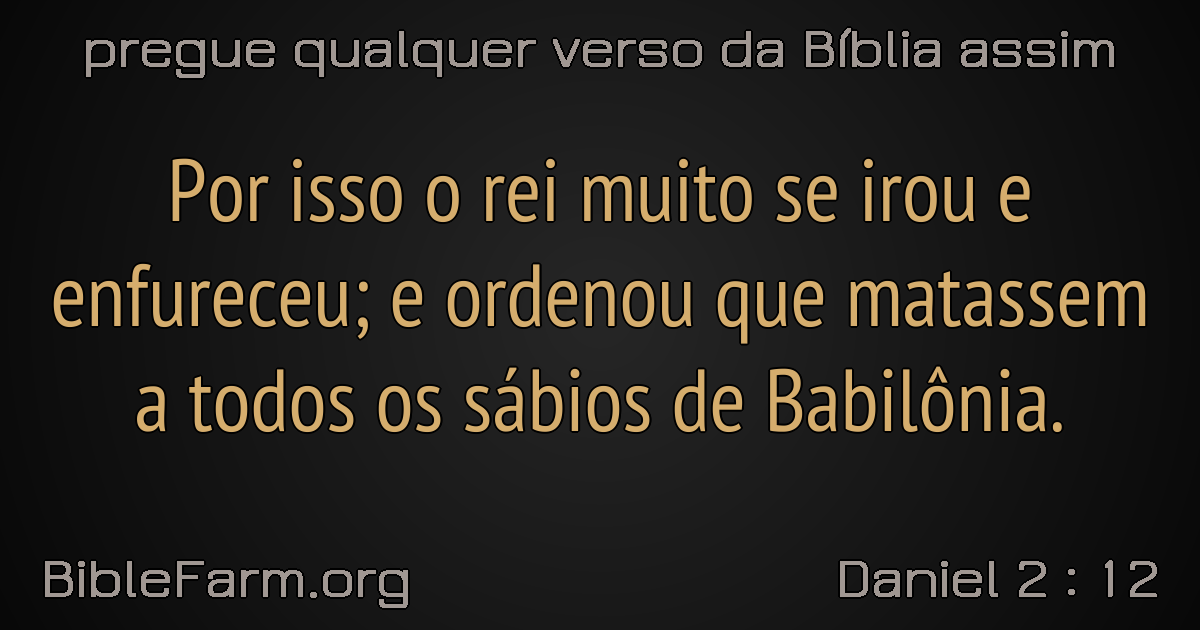 pregue qualquer verso da Bíblia assim
Por isso o rei muito se irou e
enfureceu; e ordenou que matassem
a todos os sábios de Babilônia.
BibleFarm.org
Daniel 2 : 12